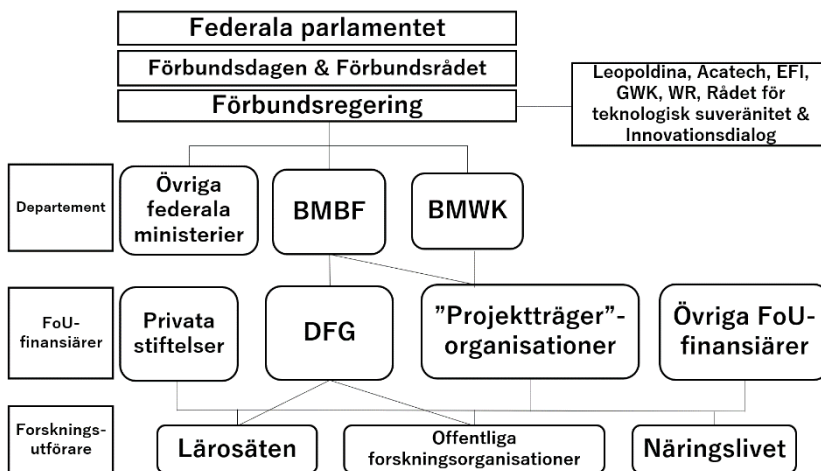 Federala parlamentet
Förbundsdagen & Förbundsrådet
Förbundsregering
Leopoldina, Acatech, EFI,
GWK, WR, Rådet för
teknologisk suveränitet &
Innovationsdialog
Departement
Övriga
federala
ministerier
BMBF
BMWK
FoU-
finansiärer
Privata
stiftelser
DFG
”Projektträger”-
organisationer
Övriga FoU-
finansiärer
Forsknings-
utförare
Lärosäten
Offentliga
forskningsorganisationer
Näringslivet